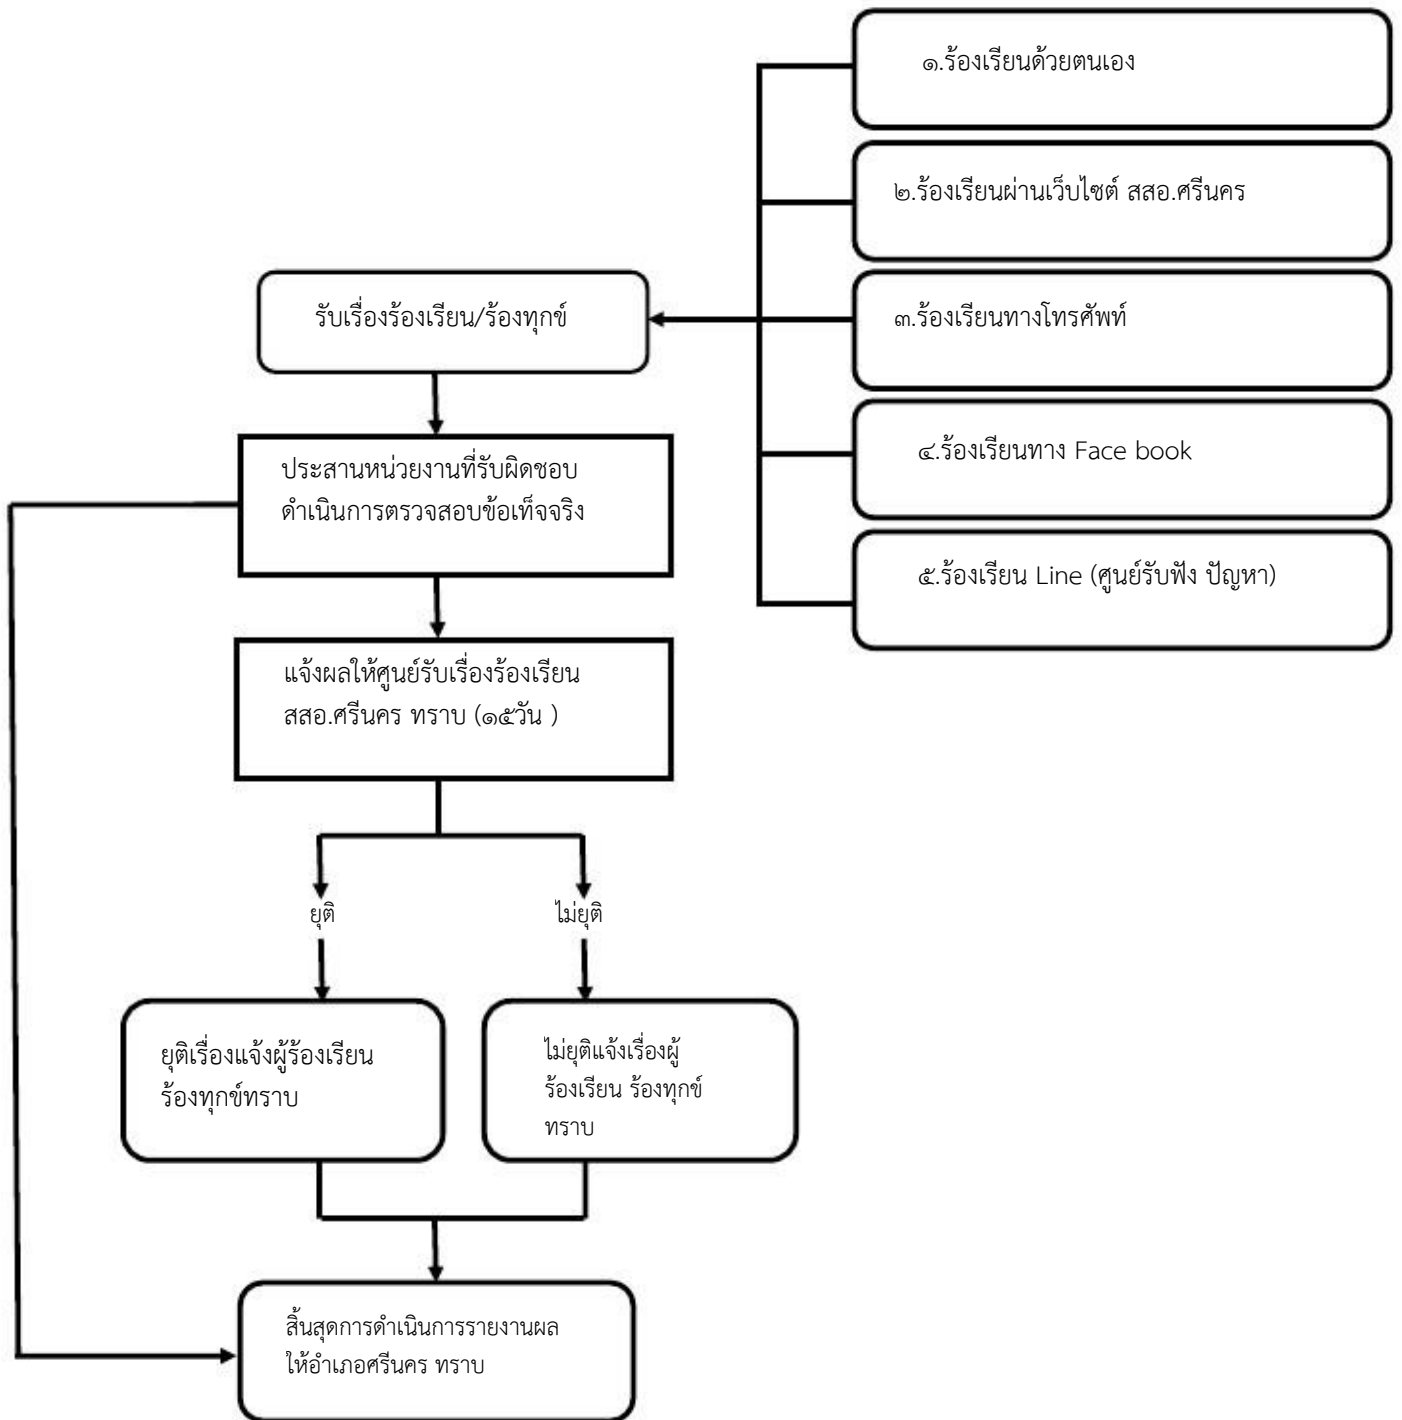 ๑.ร้องเรียนด้วยตนเอง
๒.ร้องเรียนผ่านเว็บไซต์ สสอ.ศรีนคร
รับเรื่องร้องเรียน/ร้องทุกข์
๓.ร้องเรียนทางโทรศัพท์
๔.ร้องเรียนทาง Face book
ประสานหน่วยงานที่รับผิดชอบ
ดำเนินการตรวจสอบข้อเท็จจริง
๕.ร้องเรียน Line (ศูนย์รับฟัง ปัญหา)
แจ้งผลให้ศูนย์รับเรื่องร้องเรียน
สสอ.ศรีนคร ทราบ (๑๕วัน )
ยุติ
ไม่ยุติ
ยุติเรื่องแจ้งผู้ร้องเรียน
ร้องทุกข์ทราบ
ไม่ยุติแจ้งเรื่องผู้
ร้องเรียน ร้องทุกข์
ทราบ
สิ้นสุดการดำเนินการรายงานผล
ให้อำเภอศรีนคร ทราบ